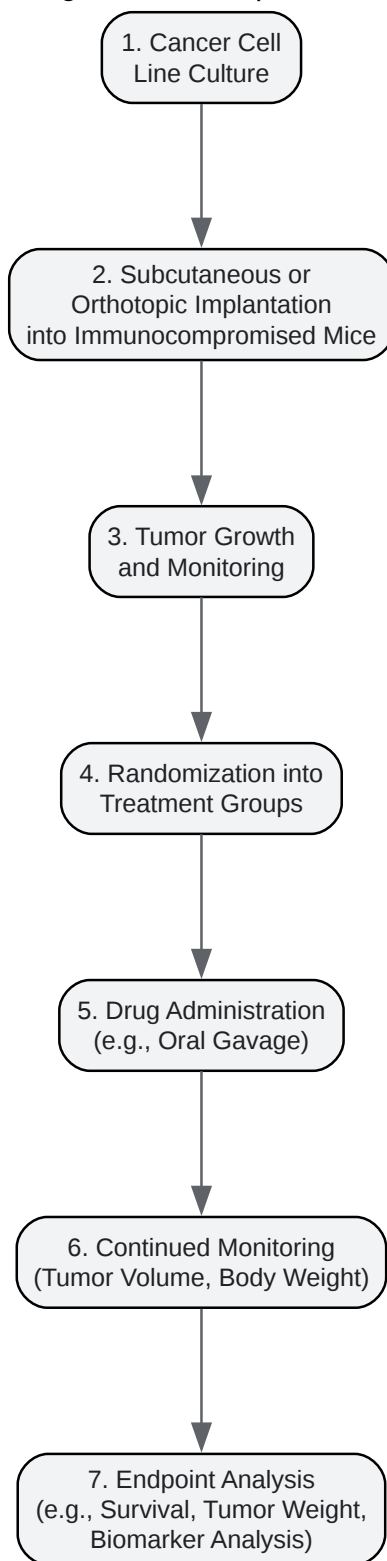 1. Cancer Cell
Line Culture
2. Subcutaneous or
Orthotopic Implantation
into Immunocompromised Mice
3. Tumor Growth
and Monitoring
4. Randomization into
Treatment Groups
5. Drug Administration
(e.g., Oral Gavage)
6. Continued Monitoring
(Tumor Volume, Body Weight)
7. Endpoint Analysis
(e.g., Survival, Tumor Weight,
Biomarker Analysis)